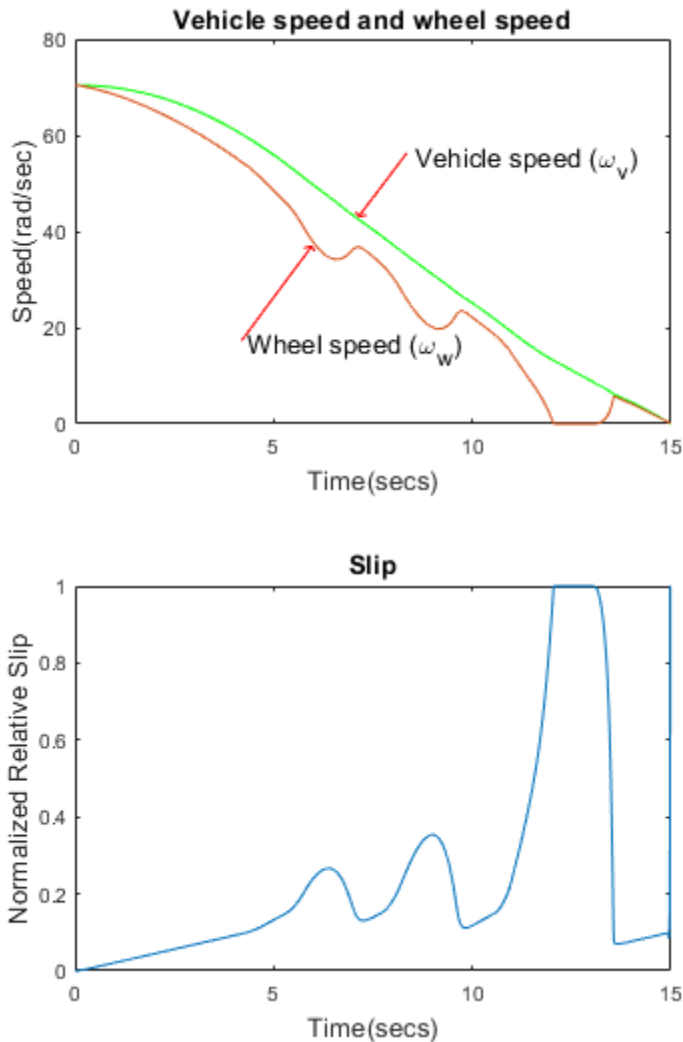 Vehicle speed and wheel speed
80
60
40
20
0
Speed(rad/sec)
Vehicle speed (ωv)
Wheel speed (ωw)
0 5 10 15
Time(secs)
Slip
1
0.8
0.6
0.4
0.2
0
Normalized Relative Slip
0 5 10 15
Time(secs)